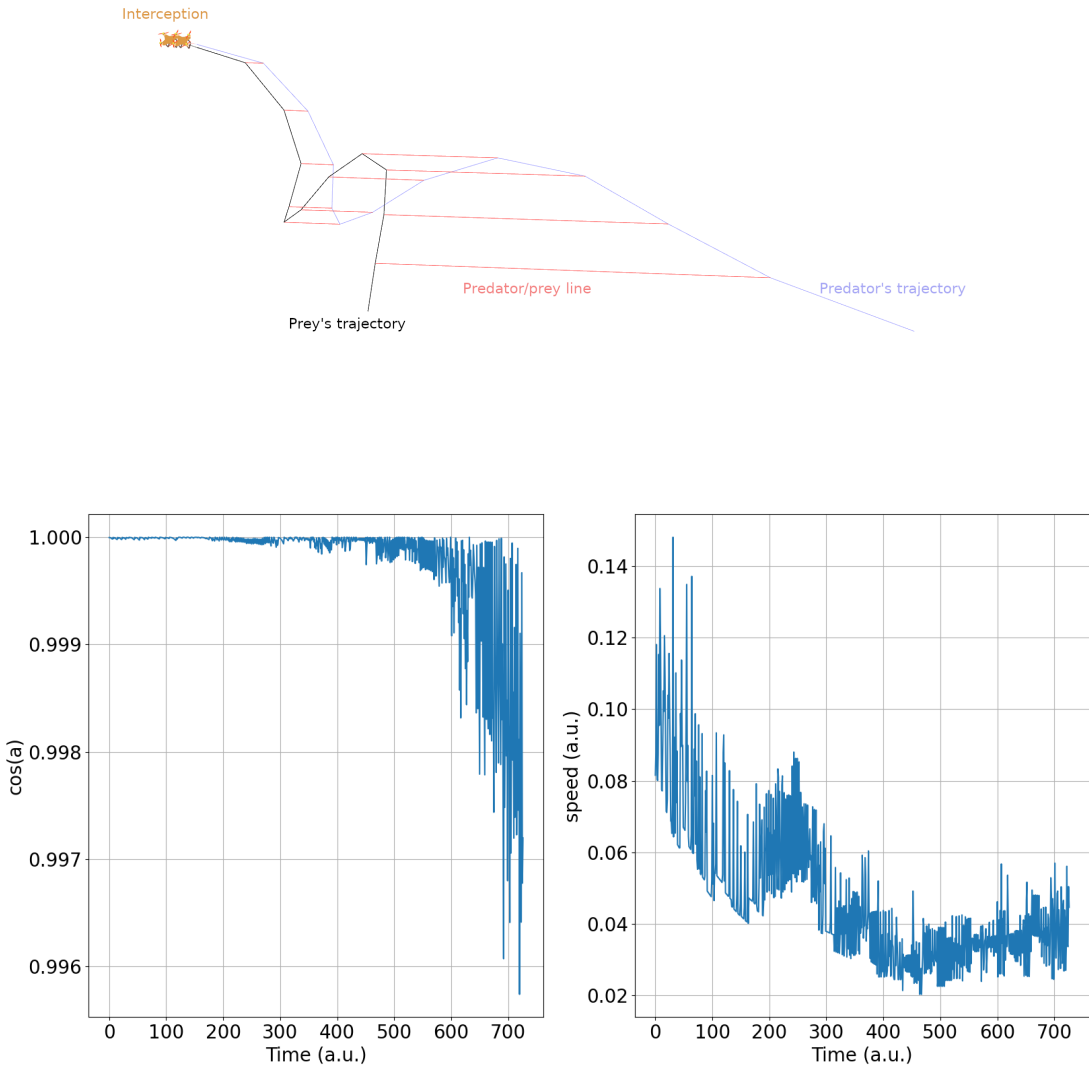 Interception
Predator/prey line
Predator's trajectory
Prey's trajectory
1.000
0.999
0.998
0.997
0.996
cos(a)
0 100 200 300 400 500 600 700
Time (a.u.)
0.14
0.12
0.10
0.08
0.06
0.04
0.02
speed (a.u.)
0 100 200 300 400 500 600 700
Time (a.u.)